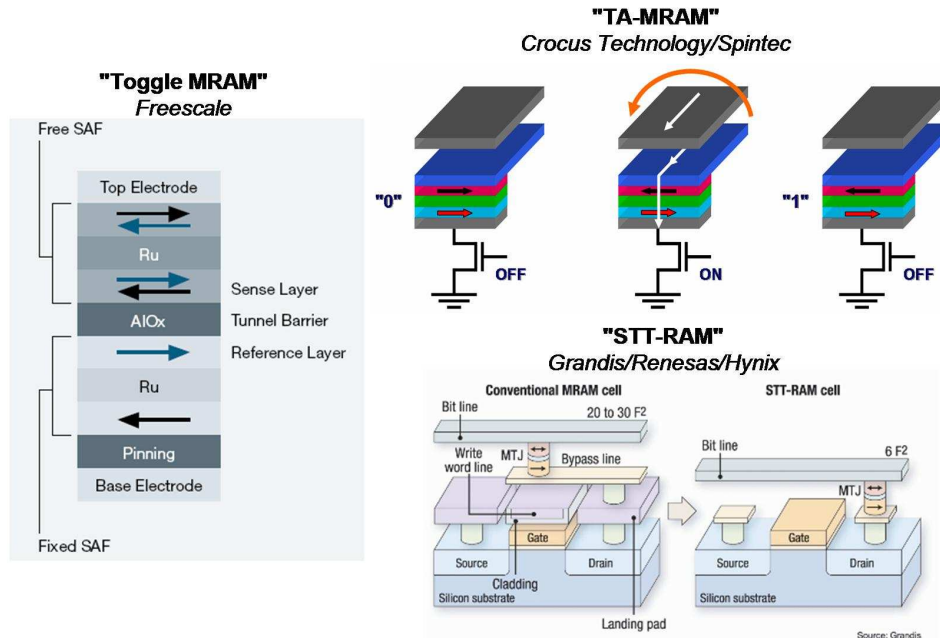 "Toggle MRAM"
Freescale
Free SAF
Top Electrode
Ru
Sense Layer
AlOx
Tunnel Barrier
Reference Layer
Ru
Pinning
Base Electrode
Fixed SAF
"TA-MRAM"
Crocus Technology/Spintec
"0"
"1"
OFF
ON
OFF
"STT-RAM"
Grandis/Renesas/Hynix
Conventional MRAM cell
20 to 30 F2
Bit line
Write
word line
MTJ
Bypass line
Gate
Source
Drain
Cladding
Silicon substrate
Landing pad
STT-RAM cell
Bit line
6 F2
MTJ
Gate
Source
Drain
Silicon substrate
Source: Grandis